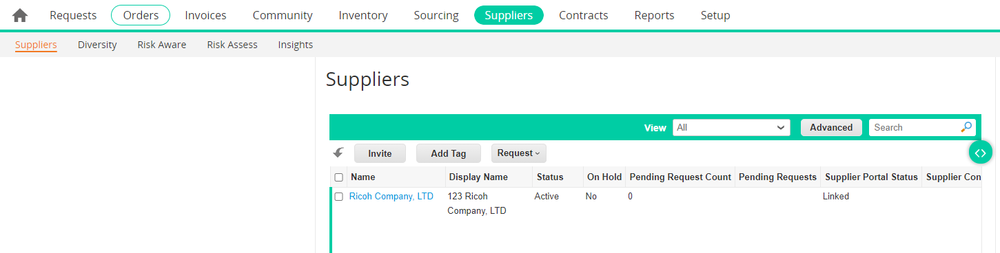 Requests Orders Invoices Community Inventory Sourcing Suppliers Contracts Reports Setup
Suppliers Diversity Risk Aware Risk Assess Insights
Suppliers
View All Advanced Search
Invite Add Tag Request
Name Display Name Status On Hold Pending Request Count Pending Requests Supplier Portal Status Supplier Con
Ricoh Company, LTD 123 Ricoh Active No 0 Linked
Company, LTD